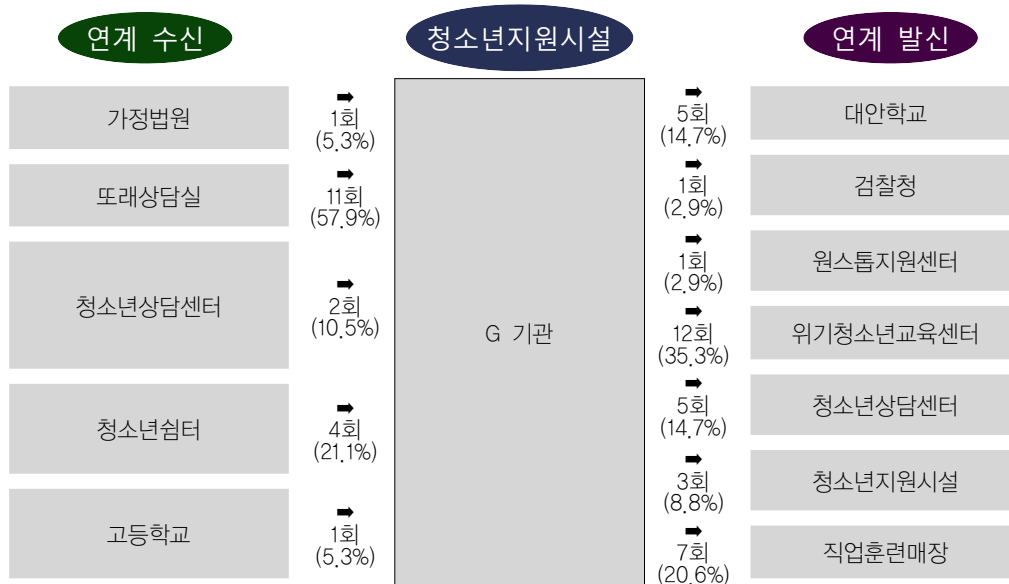 연계 수신
청소년지원시설
연계 발신
가정법원
➡
1회
(5.3%)
또래상담실
➡
11회
(57.9%)
청소년상담센터
➡
2회
(10.5%)
청소년쉼터
➡
4회
(21.1%)
고등학교
➡
1회
(5.3%)
G 기관
➡
5회
(14.7%)
대안학교
➡
1회
(2.9%)
검찰청
➡
1회
(2.9%)
원스톱지원센터
➡
12회
(35.3%)
위기청소년교육센터
➡
5회
(14.7%)
청소년상담센터
➡
3회
(8.8%)
청소년지원시설
➡
7회
(20.6%)
직업훈련매장